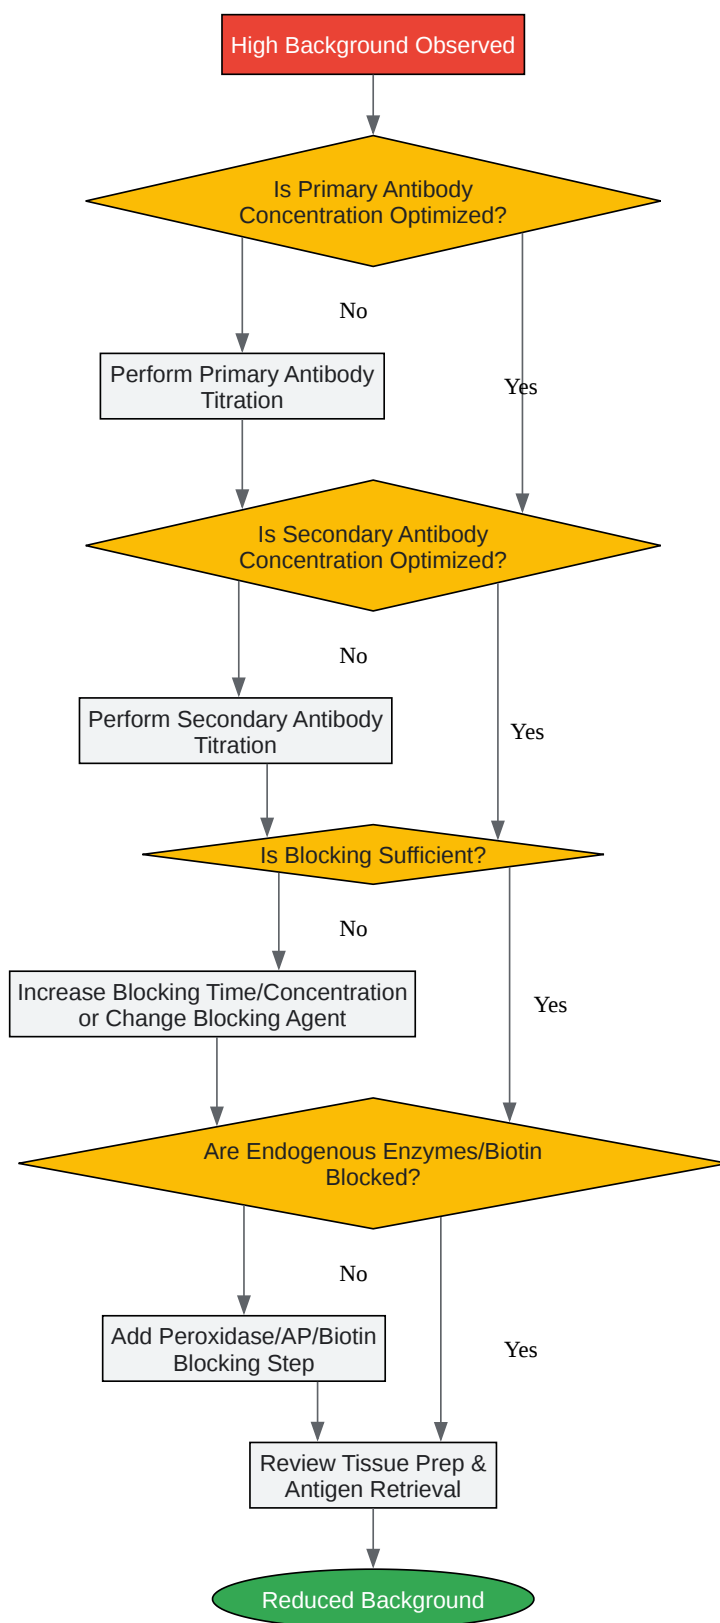 High Background Observed
Is Primary Antibody
Concentration Optimized?
No
Perform Primary Antibody
Titration
Yes
Is Secondary Antibody
Concentration Optimized?
No
Perform Secondary Antibody
Titration
Yes
Is Blocking Sufficient?
No
Increase Blocking Time/Concentration
or Change Blocking Agent
Yes
Are Endogenous Enzymes/Biotin
Blocked?
No
Add Peroxidase/AP/Biotin
Blocking Step
Yes
Review Tissue Prep &
Antigen Retrieval
Reduced Background